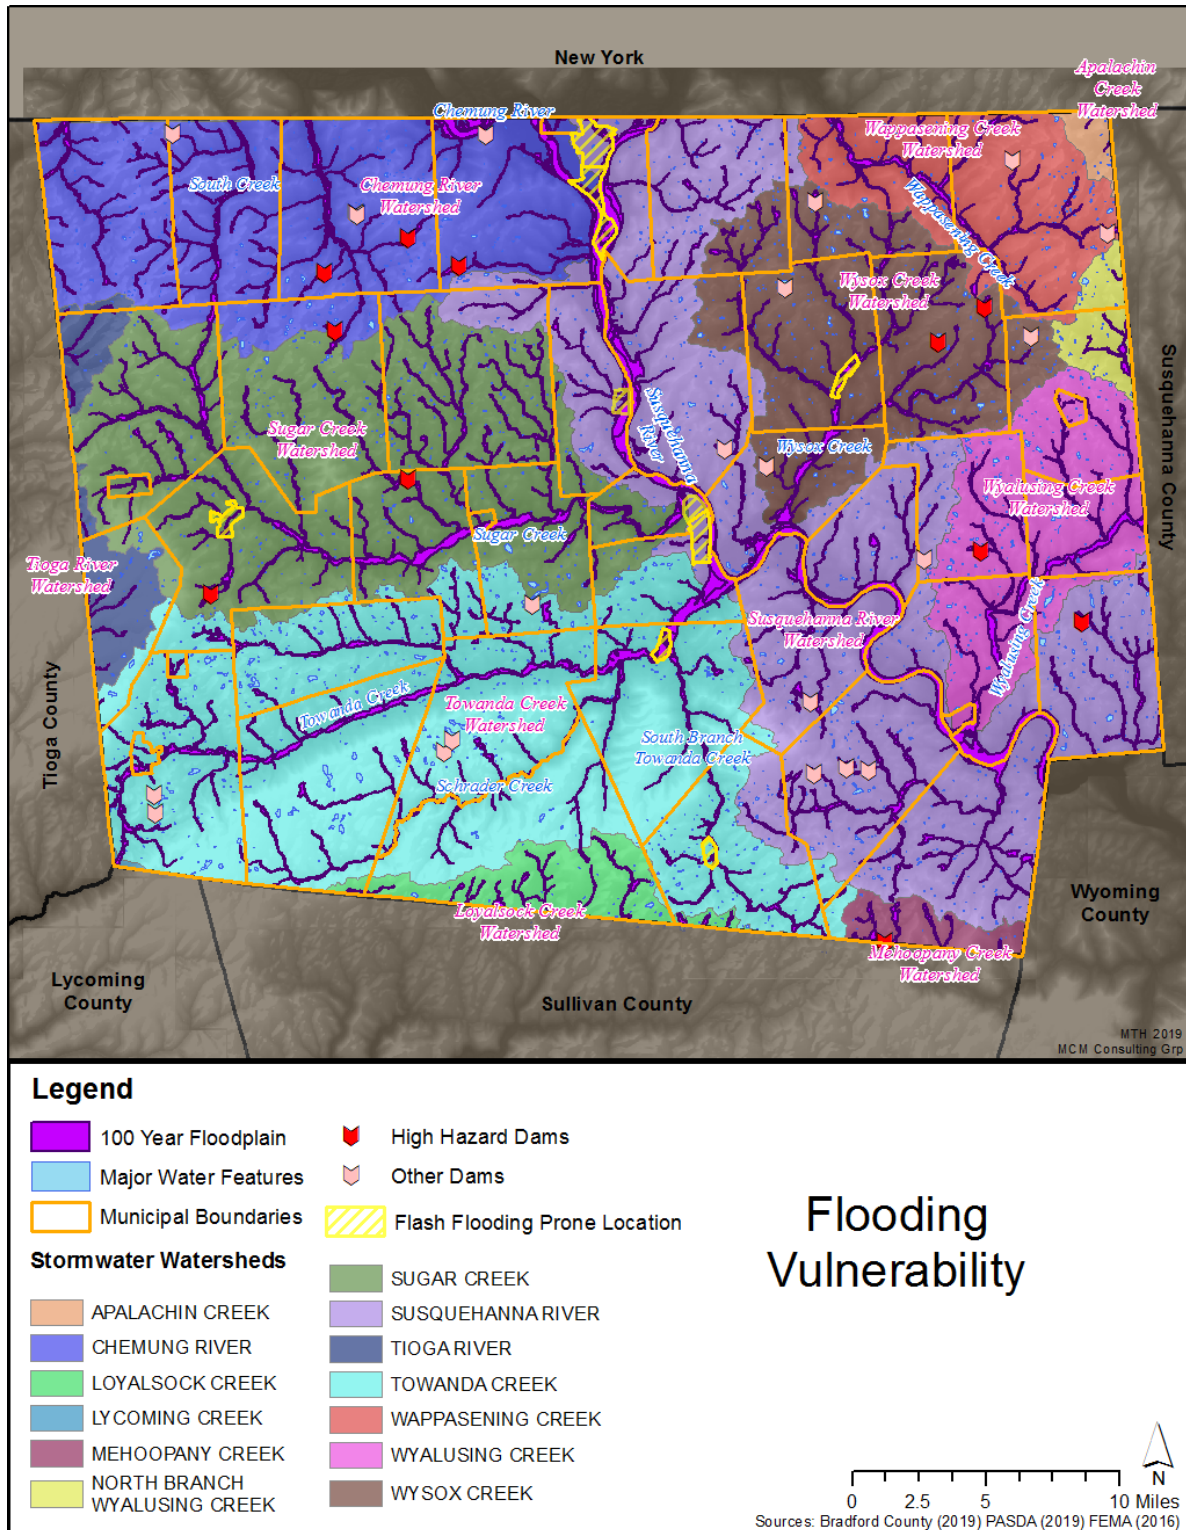 New York
Apalachin
Creek
Watershed
Chemung River
Wappasening Creek
Watershed
South Creek
Chemung River
Watershed
Wappasening Creek
Wysox Creek
Watershed
Susquehanna
River
Susquehanna County
Sugar Creek
Watershed
Wysox Creek
Wyalusing Creek
Watershed
Sugar Creek
Tioga River
Watershed
Susquehanna River
Watershed
Wyalusing Creek
Tioga County
Towanda Creek
Towanda Creek
Watershed
South Branch
Towanda Creek
Schrader Creek
Wyoming
County
Loyalsock Creek
Watershed
Mehoopany Creek
Watershed
Lycoming
County
Sullivan County
MTH 2019
MCM Consulting Grp
Legend
100 Year Floodplain
Major Water Features
Municipal Boundaries
High Hazard Dams
Other Dams
Flash Flooding Prone Location
Stormwater Watersheds
APALACHIN CREEK
CHEMUNG RIVER
LOYALSOCK CREEK
LYCOMING CREEK
MEHOOPANY CREEK
NORTH BRANCH
WYALUSING CREEK
SUGAR CREEK
SUSQUEHANNA RIVER
TIOGA RIVER
TOWANDA CREEK
WAPPASENING CREEK
WYALUSING CREEK
WYSOX CREEK
Flooding
Vulnerability
N
0 2.5 5 10 Miles
Sources: Bradford County (2019) PASDA (2019) FEMA (2016)